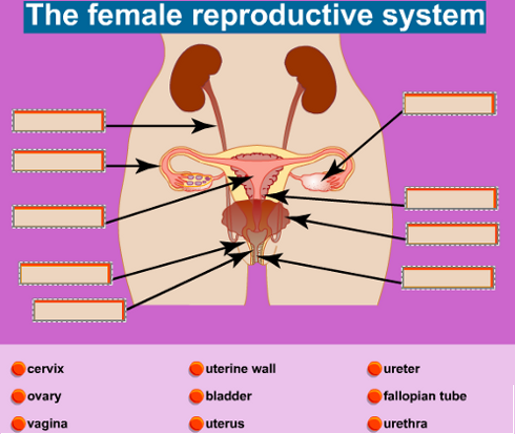 The female reproductive system
cervix
uterine wall
ureter
ovary
bladder
fallopian tube
vagina
uterus
urethra